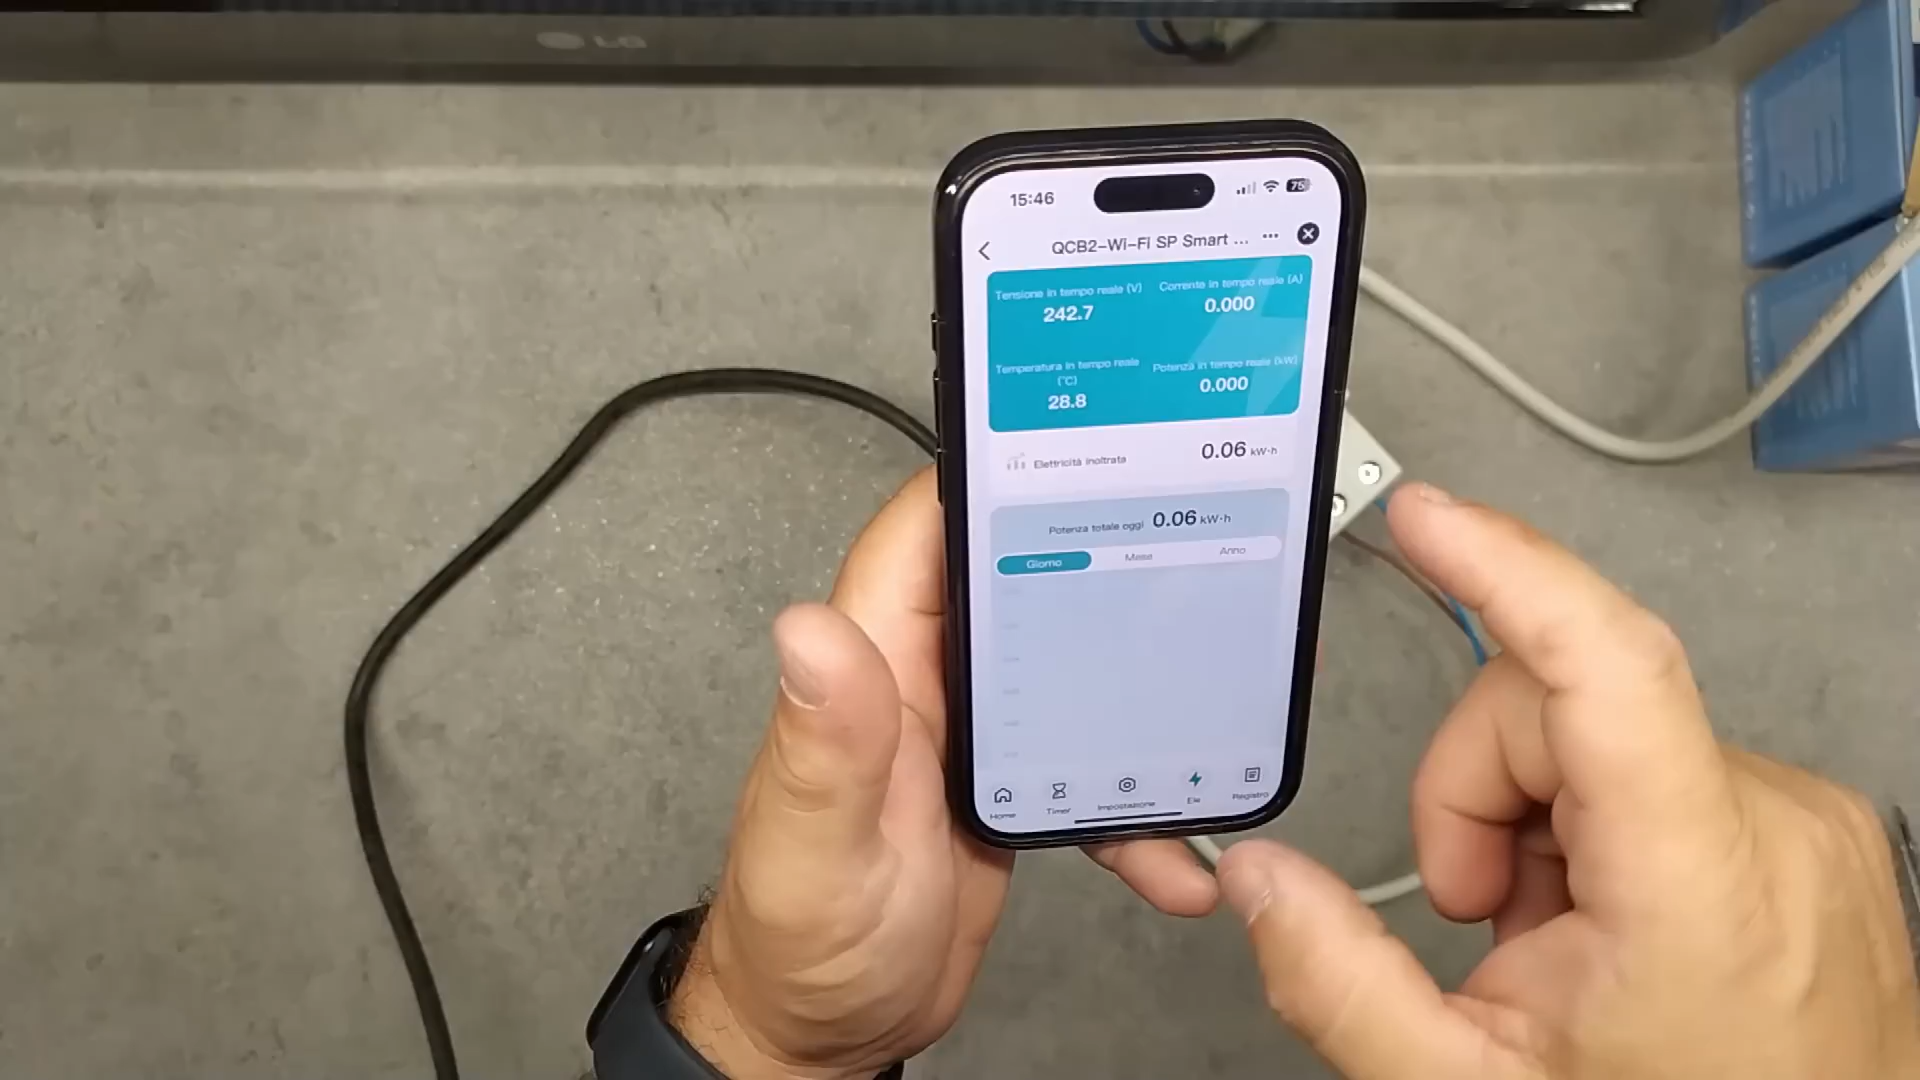 LG
15:46
75
QCB2-Wi-Fi SP Smart ...
Tensione in tempo reale (V)
242.7
Corrente in tempo reale (A)
0.000
Temperatura in tempo reale
(°C)
28.8
Potenza in tempo reale (kW)
0.000
Elettricità inoltrata
0.06 kW·h
Potenza totale oggi 0.06 kW·h
Giorno
Mese
Anno
Home
Timer
Impostazione
Ele
Registro